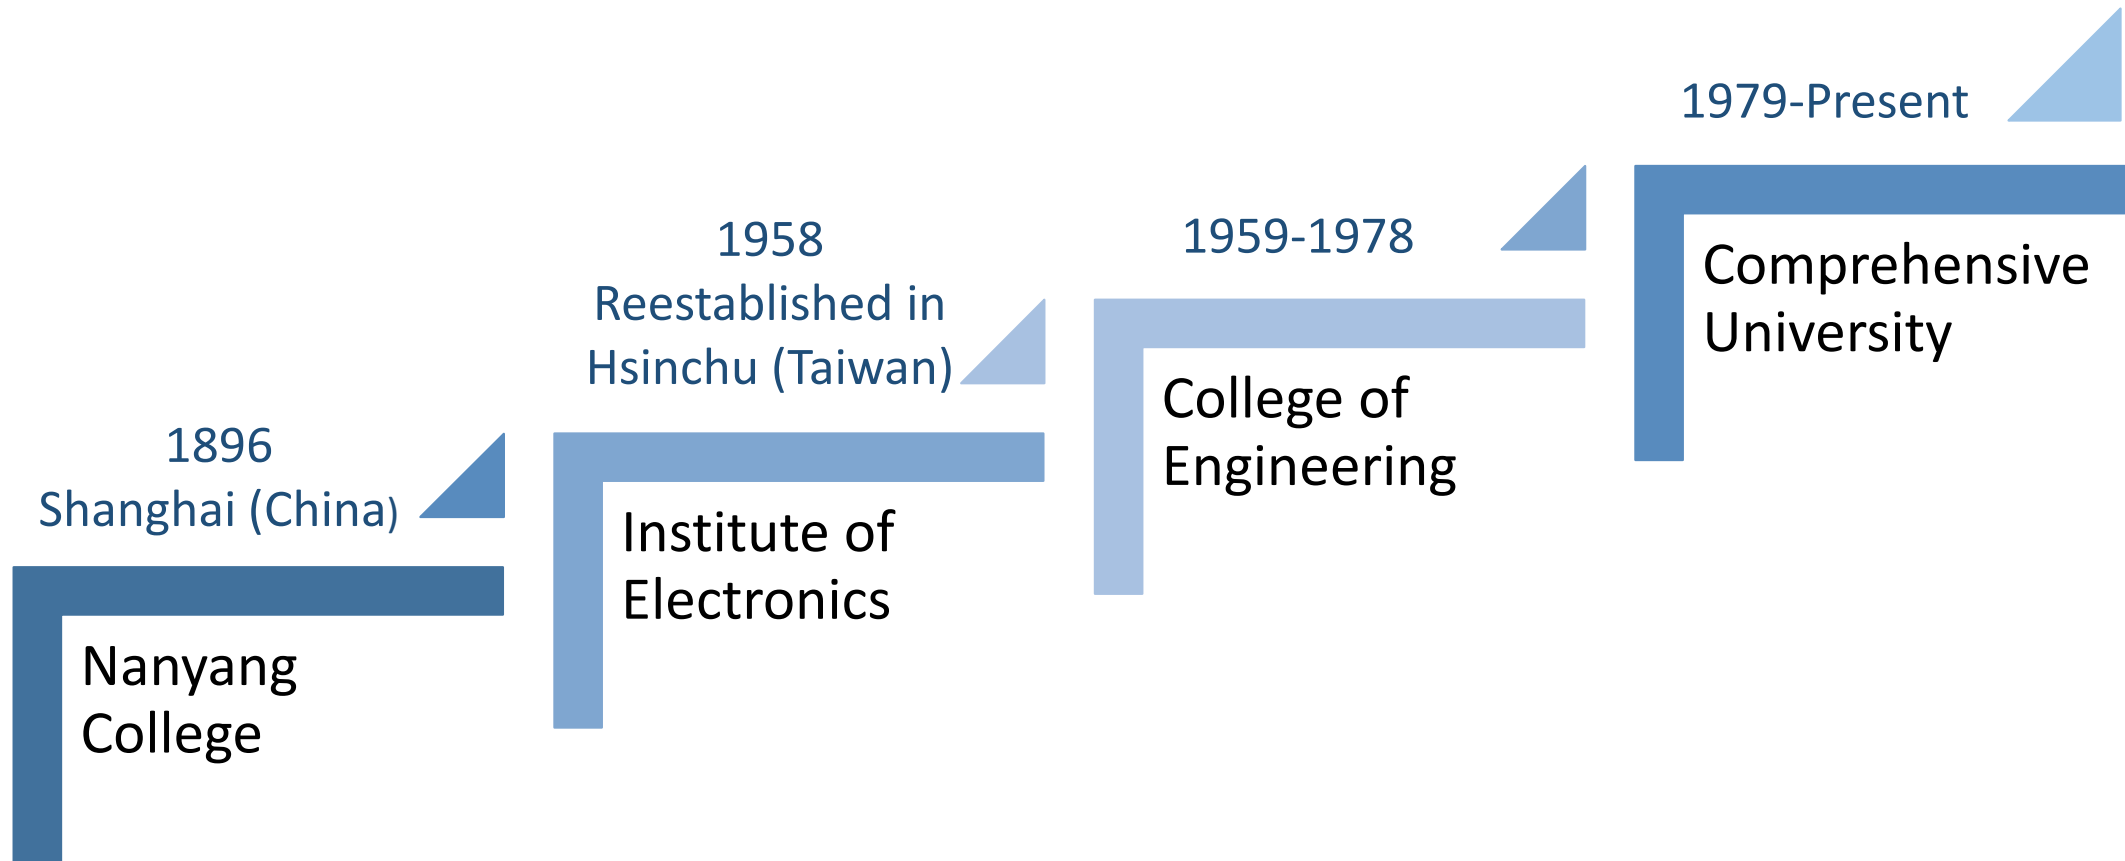 1896
Shanghai (China)
Nanyang
College
1958
Reestablished in
Hsinchu (Taiwan)
Institute of
Electronics
1959-1978
College of
Engineering
1979-Present
Comprehensive
University